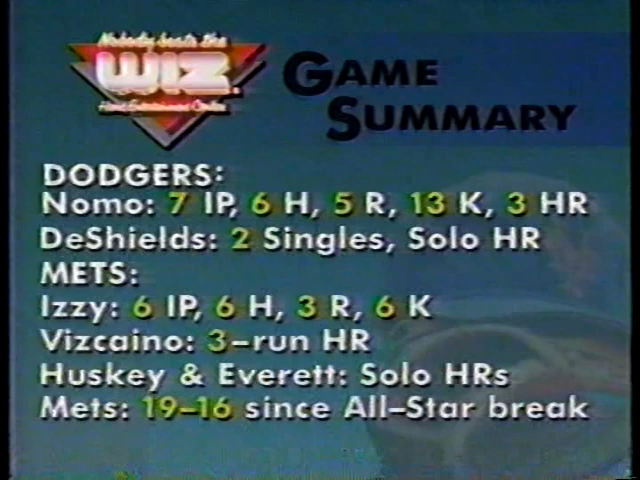 Nobody beats the
WIZ.
Home Entertainment Centers
GAME
SUMMARY
DODGERS:
Nomo: 7 IP, 6 H, 5 R, 13 K, 3 HR
DeShields: 2 Singles, Solo HR
METS:
Izzy: 6 IP, 6 H, 3 R, 6 K
Vizcaino: 3-run HR
Huskey & Everett: Solo HRs
Mets: 19-16 since All-Star break